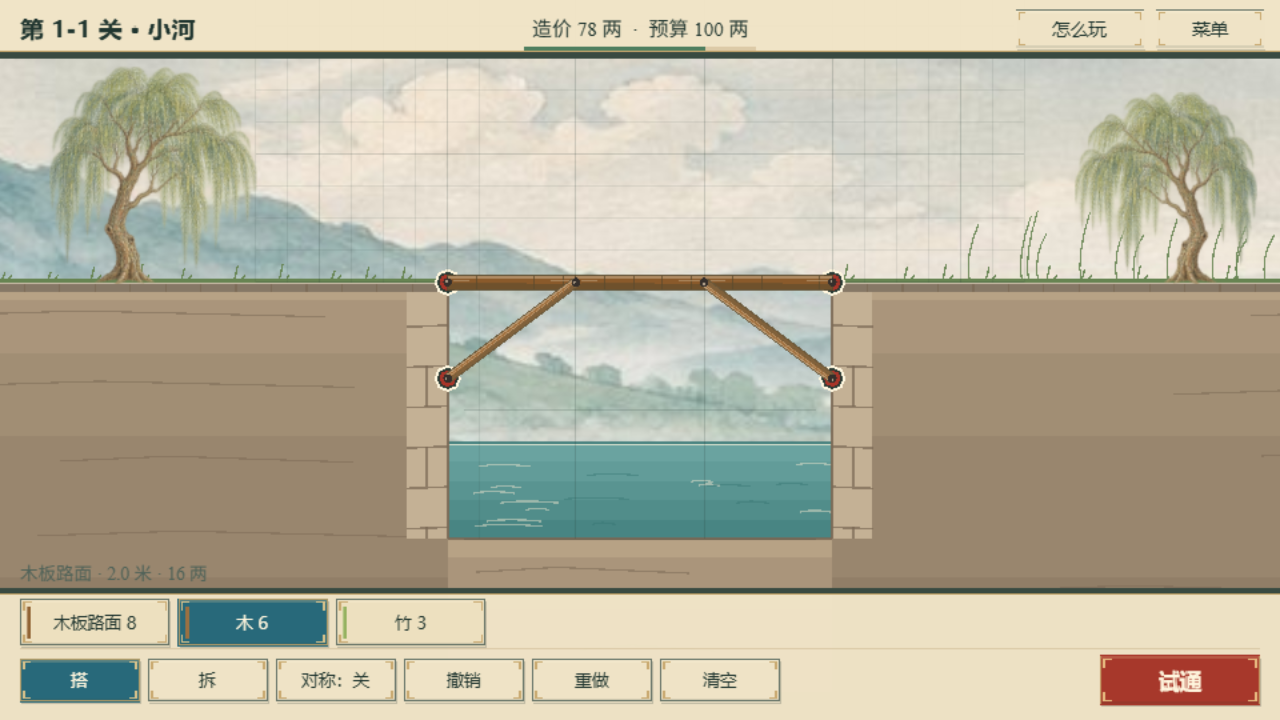 第 1-1 关 · 小河
造价 78 两 · 预算 100 两
怎么玩
菜单
木板路面 · 2.0 米 · 16 两
木板路面 8
木 6
竹 3
搭
拆
对称：关
撤销
重做
清空
试通